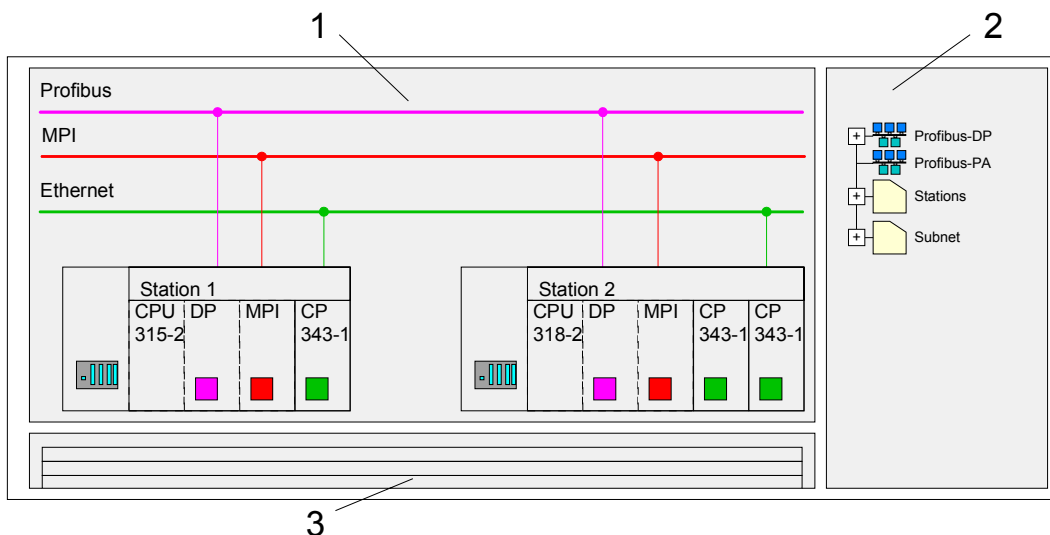 1
2
Profibus
MPI
Ethernet
Profibus-DP
Profibus-PA
Stations
Subnet
Station 1
CPU 315-2
DP
MPI
CP 343-1
Station 2
CPU 318-2
DP
MPI
CP 343-1
CP 343-1
3